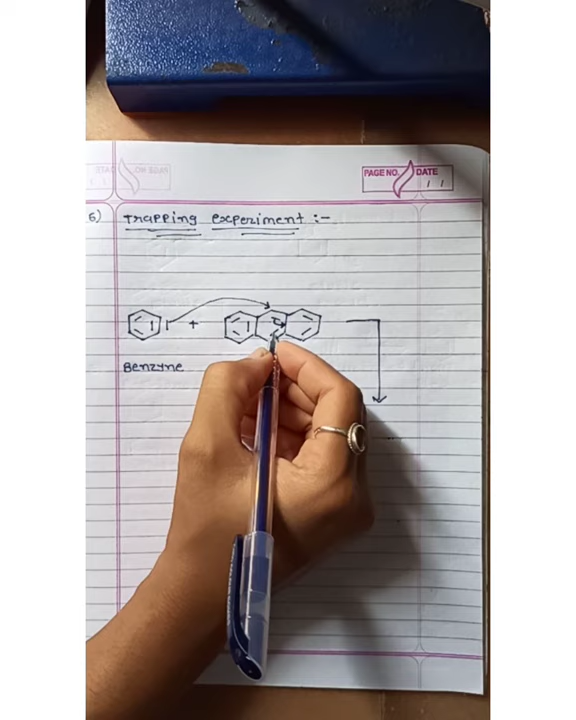 PAGE NO. DATE
6) Trapping experiment :-
+
Benzyne